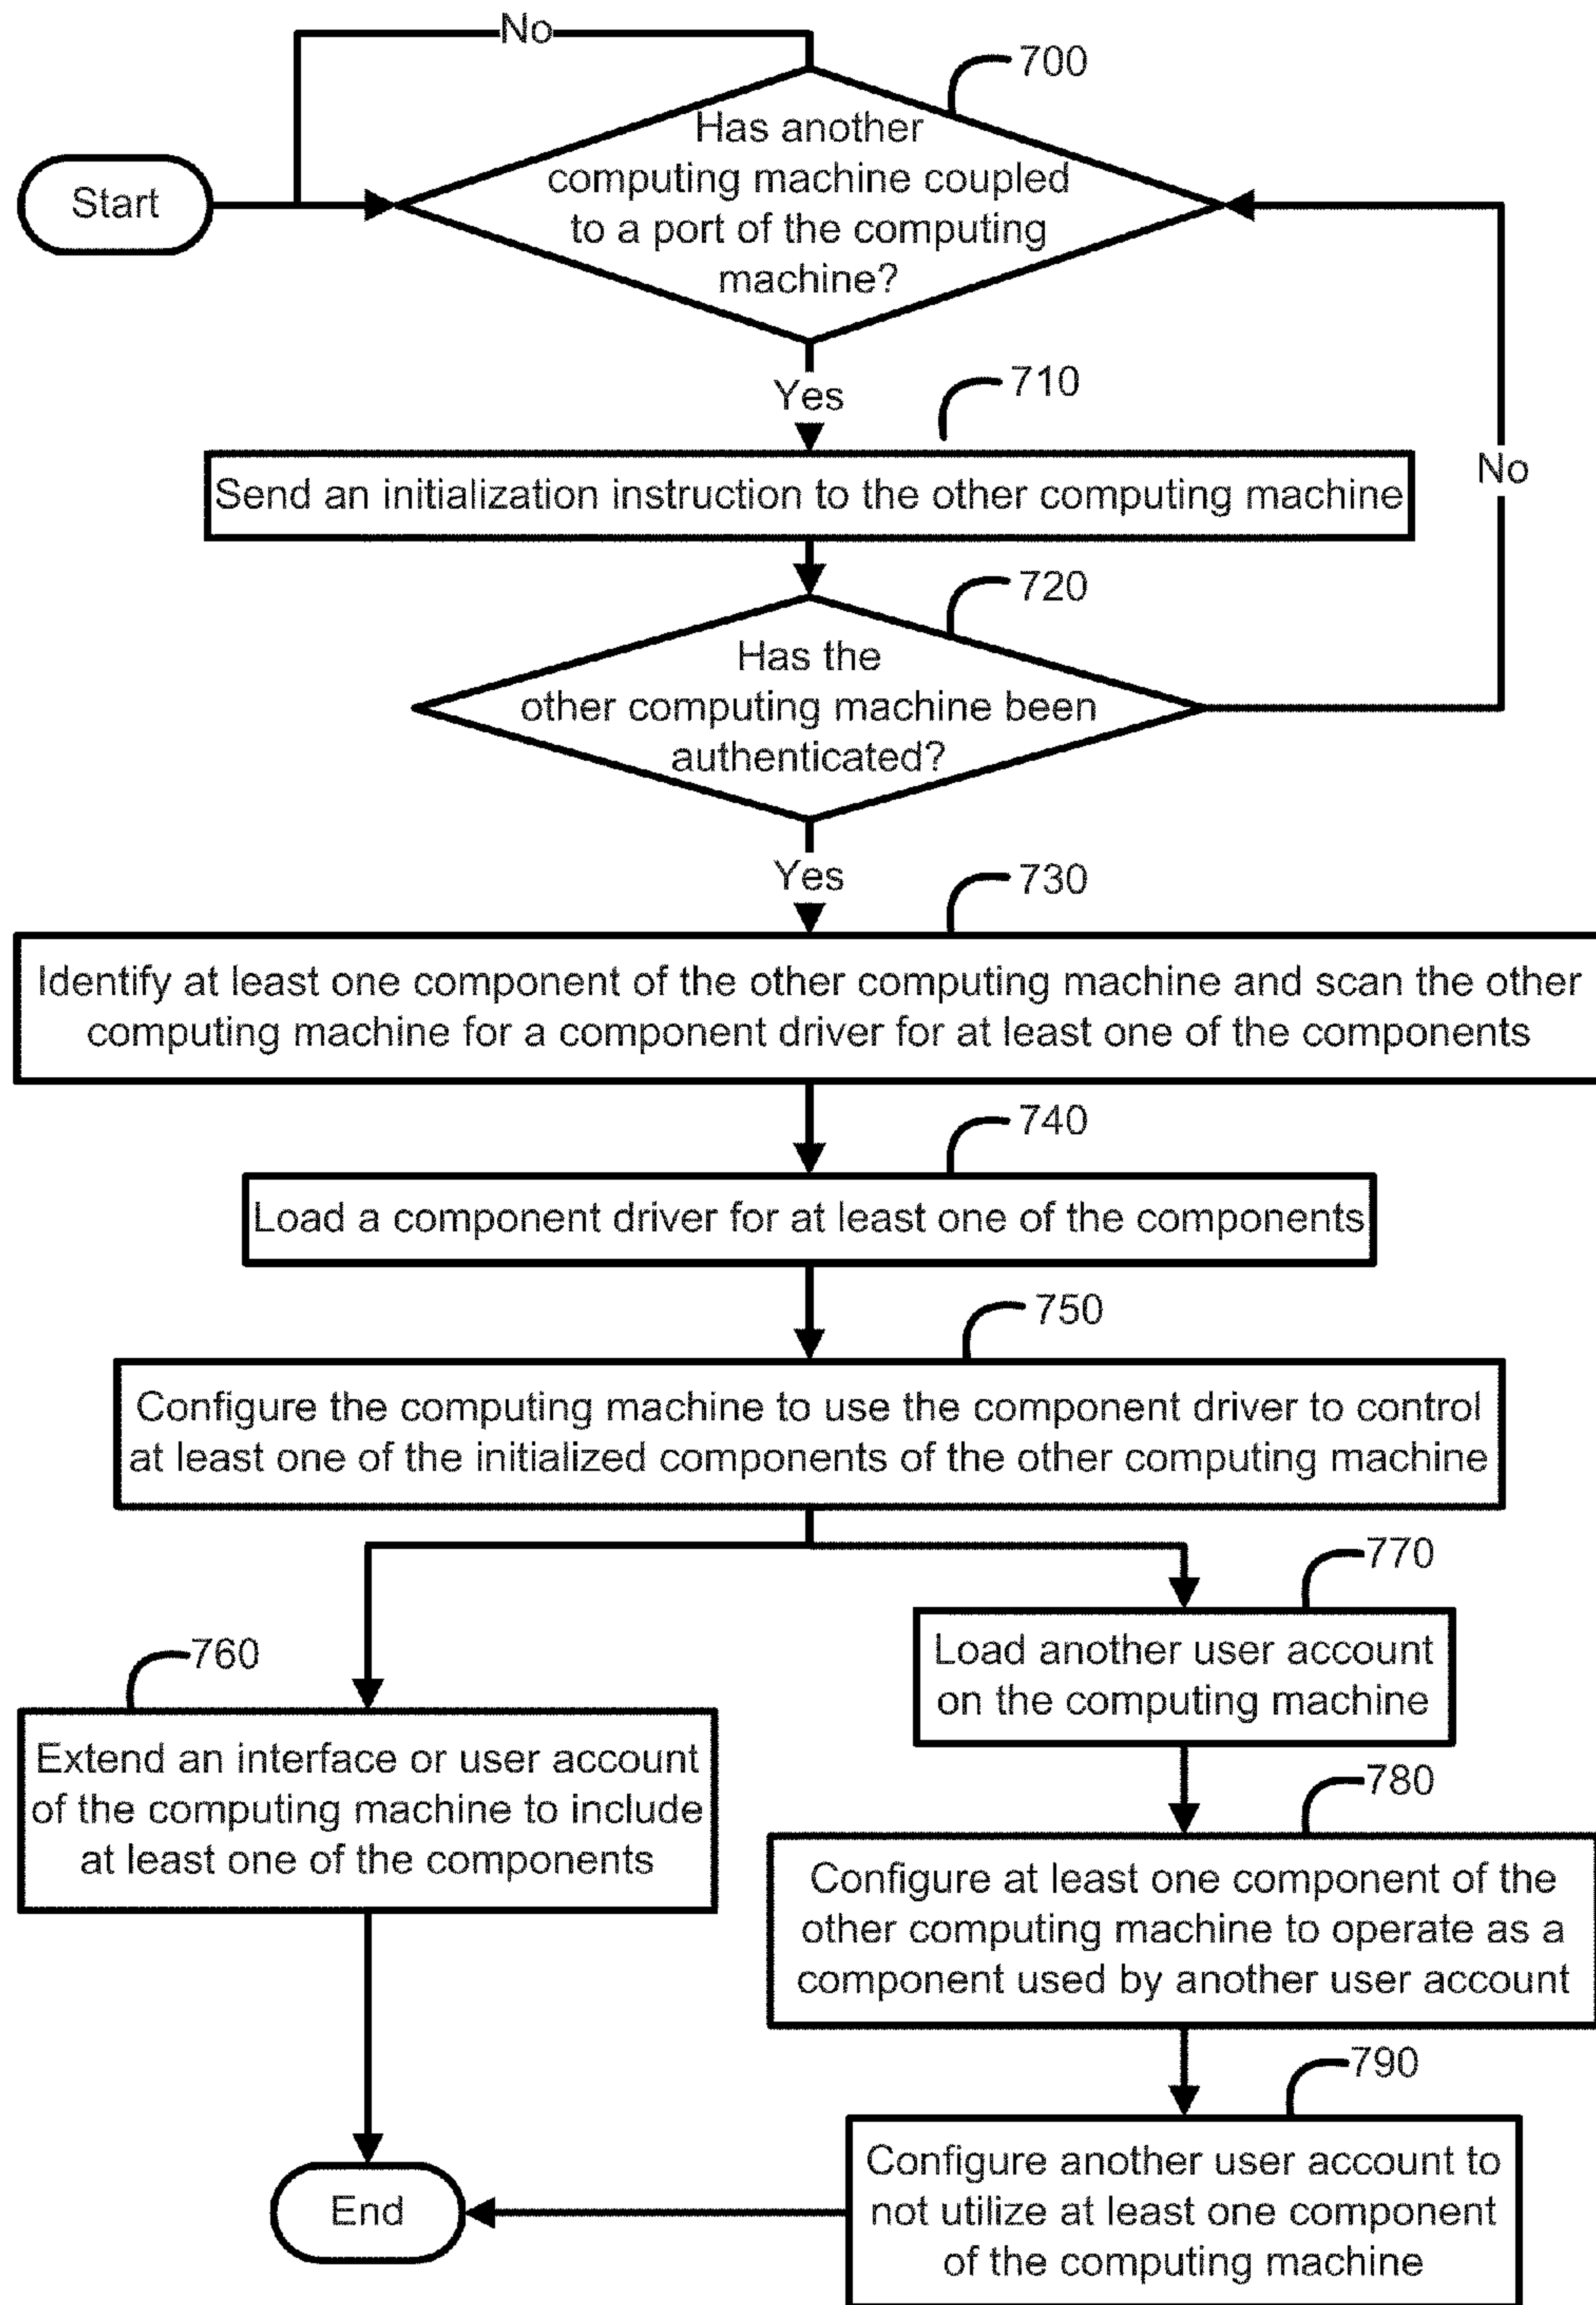 No
700
Has another
computing machine coupled
to a port of the computing
machine?
Start
Yes
710
Send an initialization instruction to the other computing machine
No
720
Has the
other computing machine been
authenticated?
Yes
730
Identify at least one component of the other computing machine and scan the other
computing machine for a component driver for at least one of the components
740
Load a component driver for at least one of the components
750
Configure the computing machine to use the component driver to control
at least one of the initialized components of the other computing machine
760
Extend an interface or user account
of the computing machine to include
at least one of the components
770
Load another user account
on the computing machine
780
Configure at least one component of the
other computing machine to operate as a
component used by another user account
790
Configure another user account to
not utilize at least one component
of the computing machine
End